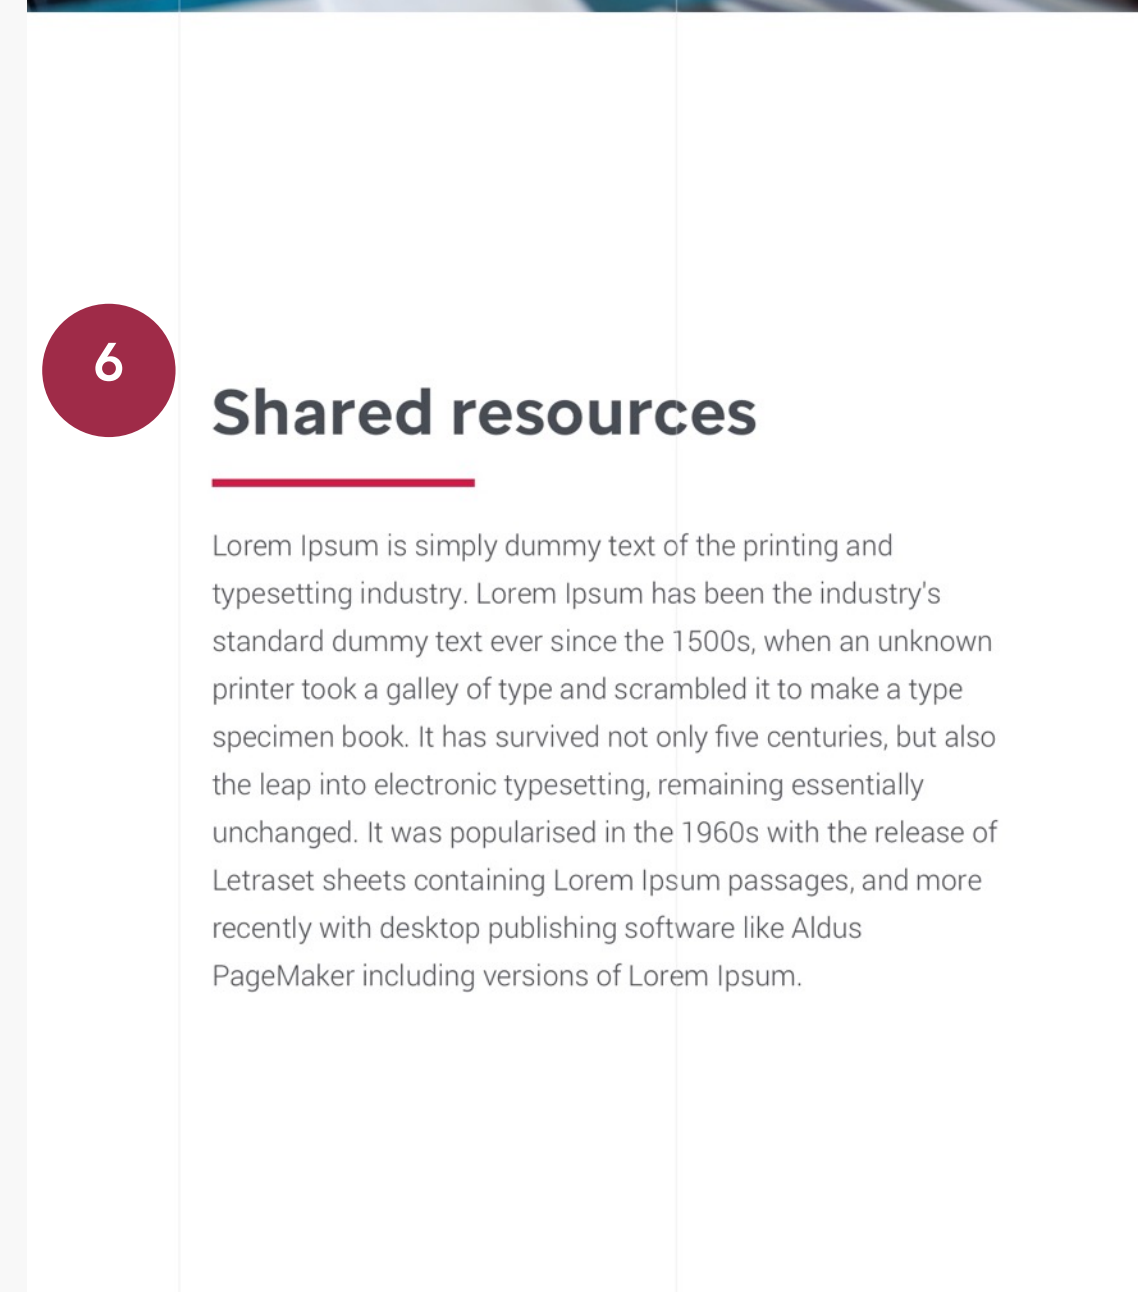 6
Shared resources
Lorem Ipsum is simply dummy text of the printing and
typesetting industry. Lorem Ipsum has been the industry's
standard dummy text ever since the 1500s, when an unknown
printer took a galley of type and scrambled it to make a type
specimen book. It has survived not only five centuries, but also
the leap into electronic typesetting, remaining essentially
unchanged. It was popularised in the 1960s with the release of
Letraset sheets containing Lorem Ipsum passages, and more
recently with desktop publishing software like Aldus
PageMaker including versions of Lorem Ipsum.